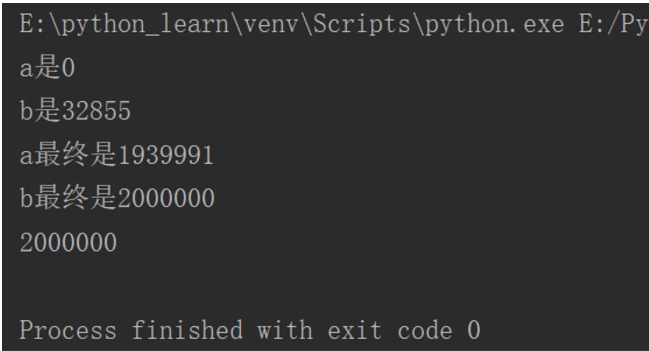 E:\python_learn\venv\Scripts\python.exe E:/Py
a是0
b是32855
a最终是1939991
b最终是2000000
2000000
Process finished with exit code 0